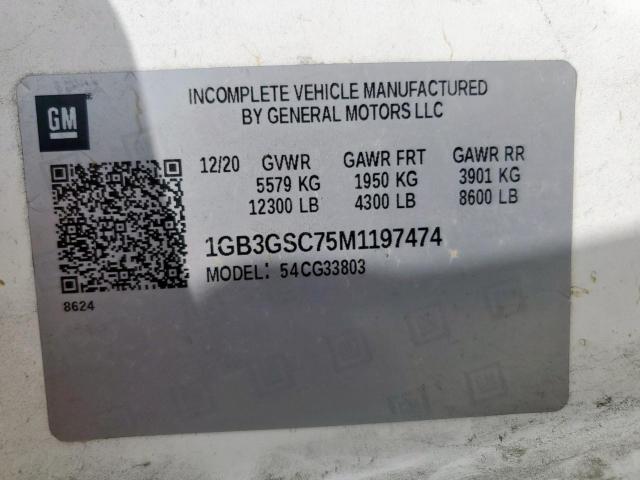 GM
INCOMPLETE VEHICLE MANUFACTURED
BY GENERAL MOTORS LLC
12/20 GVWR GAWR FRT GAWR RR
5579 KG 1950 KG 3901 KG
12300 LB 4300 LB 8600 LB
1GB3GSC75M1197474
MODEL: 54CG33803
8624